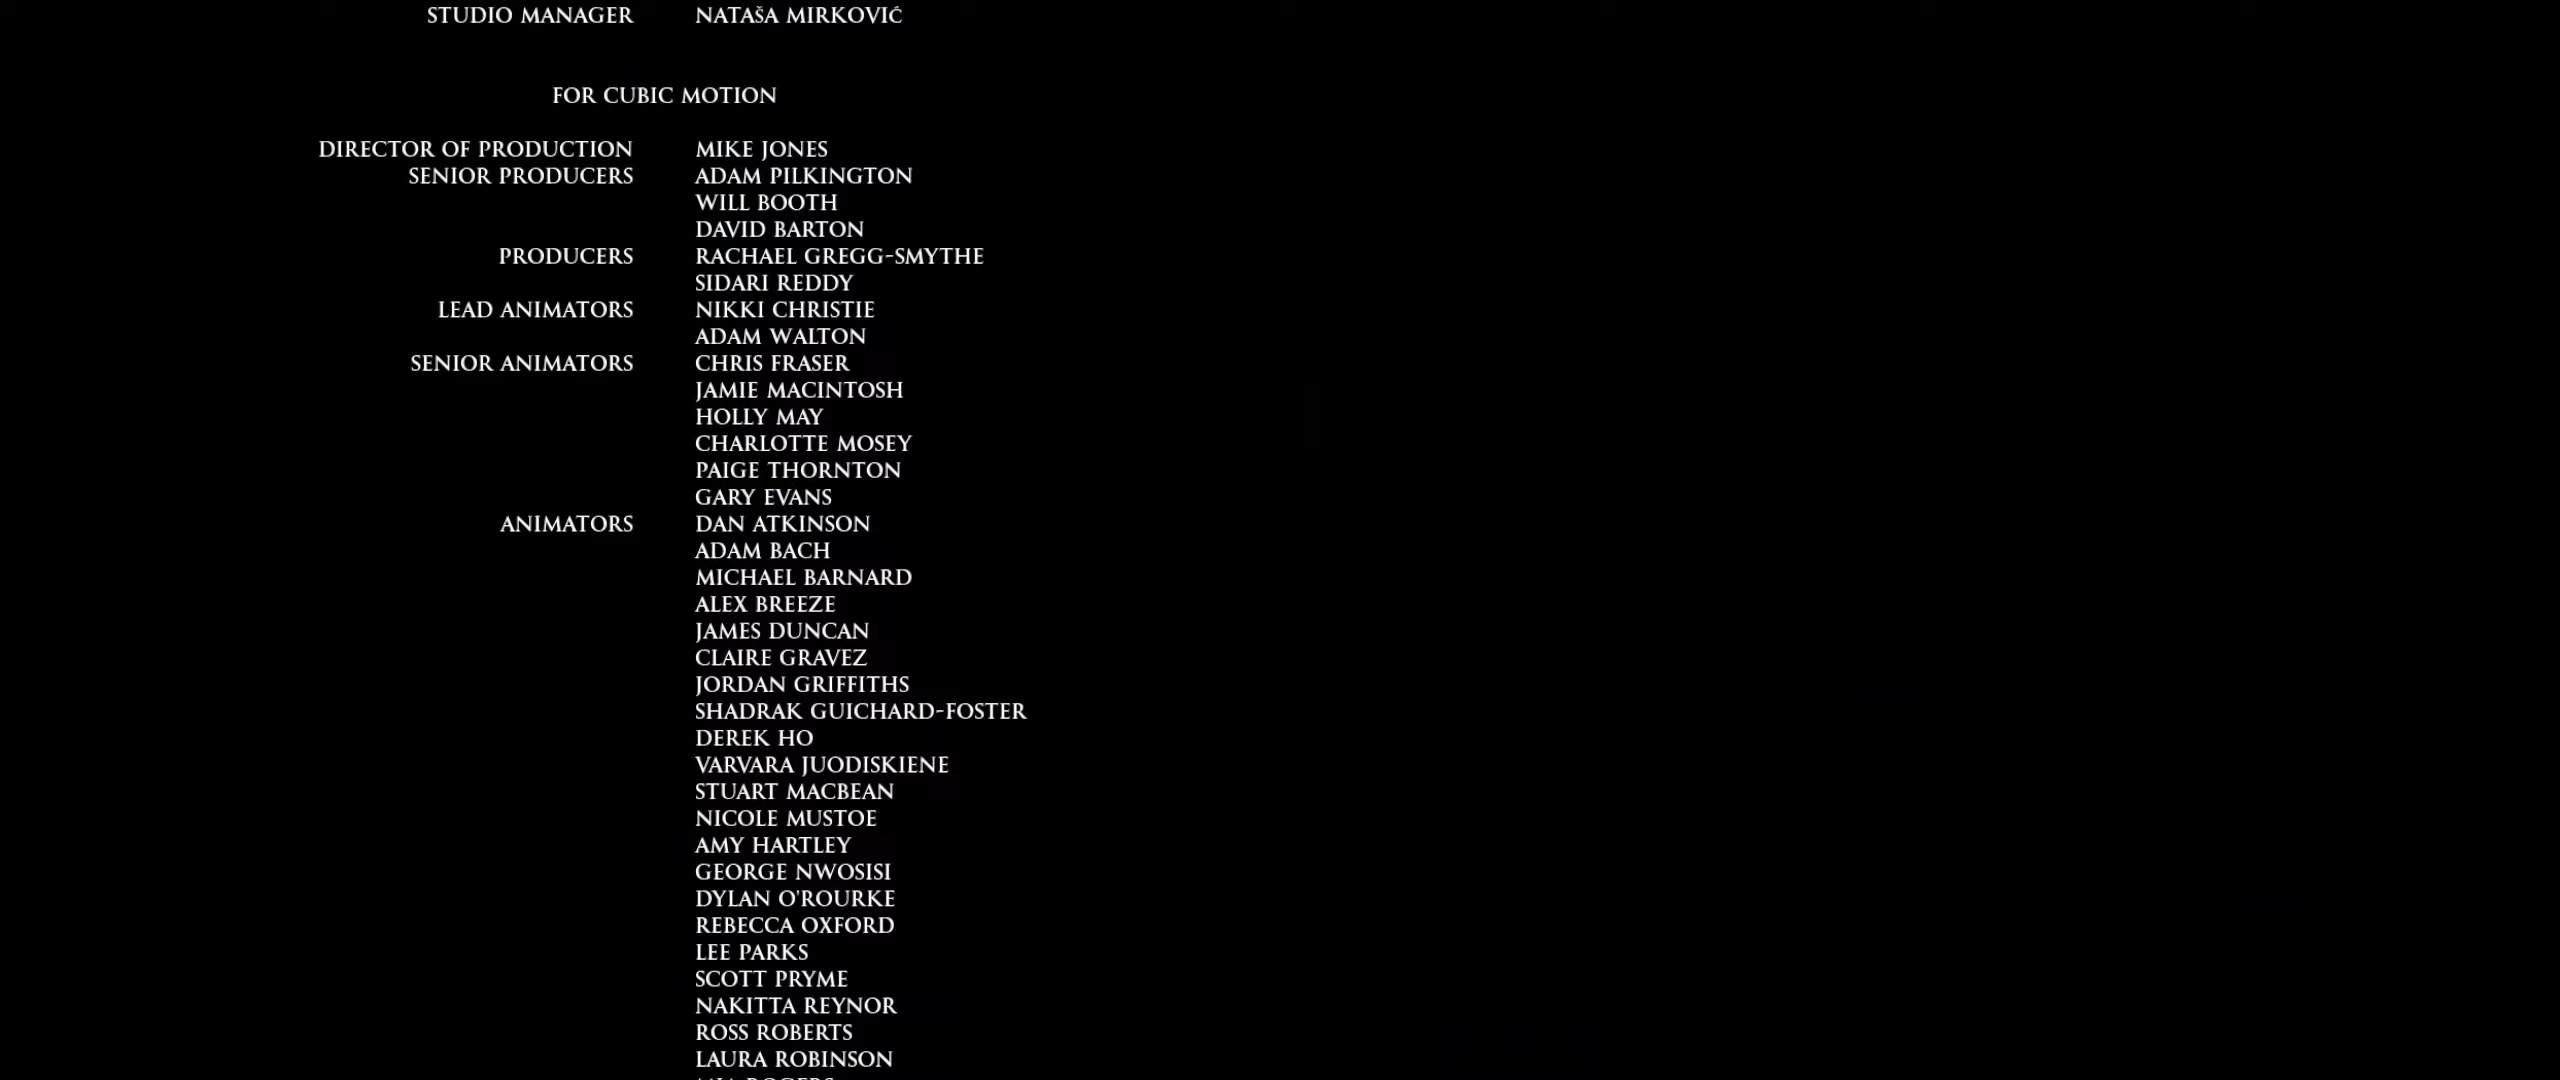 STUDIO MANAGER NATAŠA MIRKOVIĆ
FOR CUBIC MOTION
DIRECTOR OF PRODUCTION MIKE JONES
SENIOR PRODUCERS ADAM PILKINGTON
WILL BOOTH
DAVID BARTON
PRODUCERS RACHAEL GREGG-SMYTHE
SIDARI REDDY
LEAD ANIMATORS NIKKI CHRISTIE
ADAM WALTON
SENIOR ANIMATORS CHRIS FRASER
JAMIE MACINTOSH
HOLLY MAY
CHARLOTTE MOSEY
PAIGE THORNTON
GARY EVANS
ANIMATORS DAN ATKINSON
ADAM BACH
MICHAEL BARNARD
ALEX BREEZE
JAMES DUNCAN
CLAIRE GRAVEZ
JORDAN GRIFFITHS
SHADRAK GUICHARD-FOSTER
DEREK HO
VARVARA JUODISKIENE
STUART MACBEAN
NICOLE MUSTOE
AMY HARTLEY
GEORGE NWOSISI
DYLAN O'ROURKE
REBECCA OXFORD
LEE PARKS
SCOTT PRYME
NAKITTA REYNOR
ROSS ROBERTS
LAURA ROBINSON